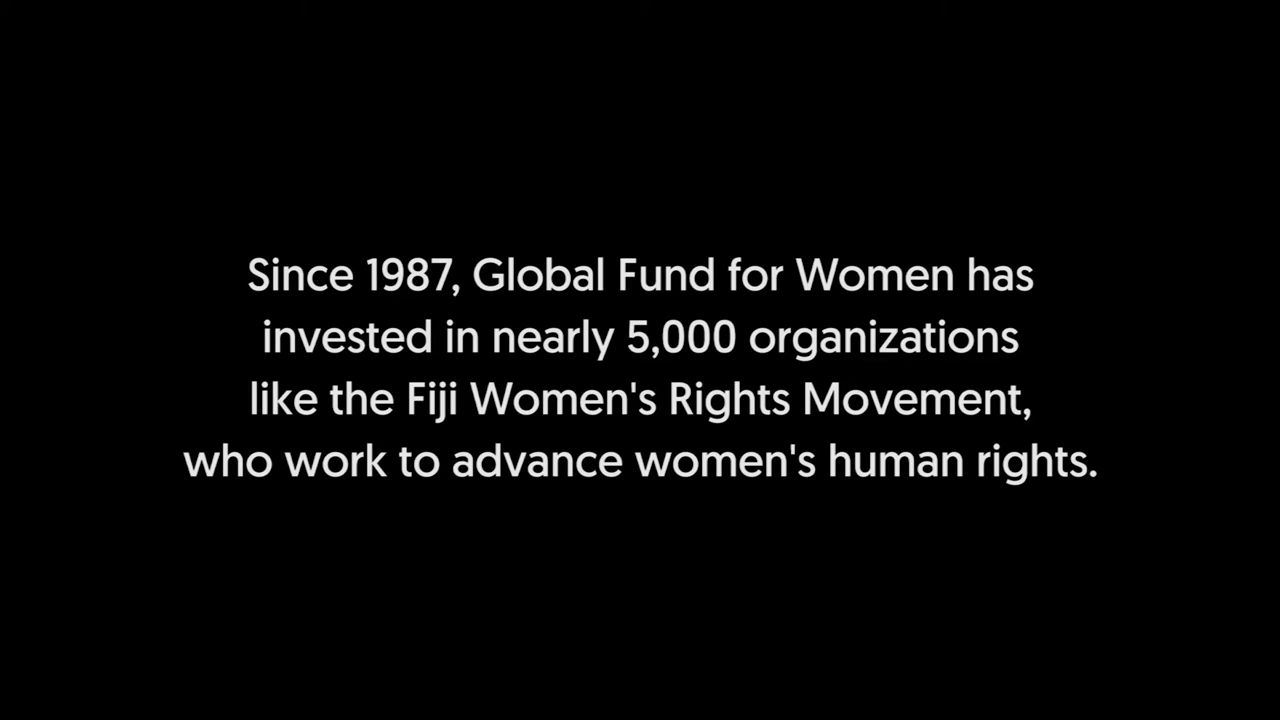 Since 1987, Global Fund for Women has
invested in nearly 5,000 organizations
like the Fiji Women's Rights Movement,
who work to advance women's human rights.